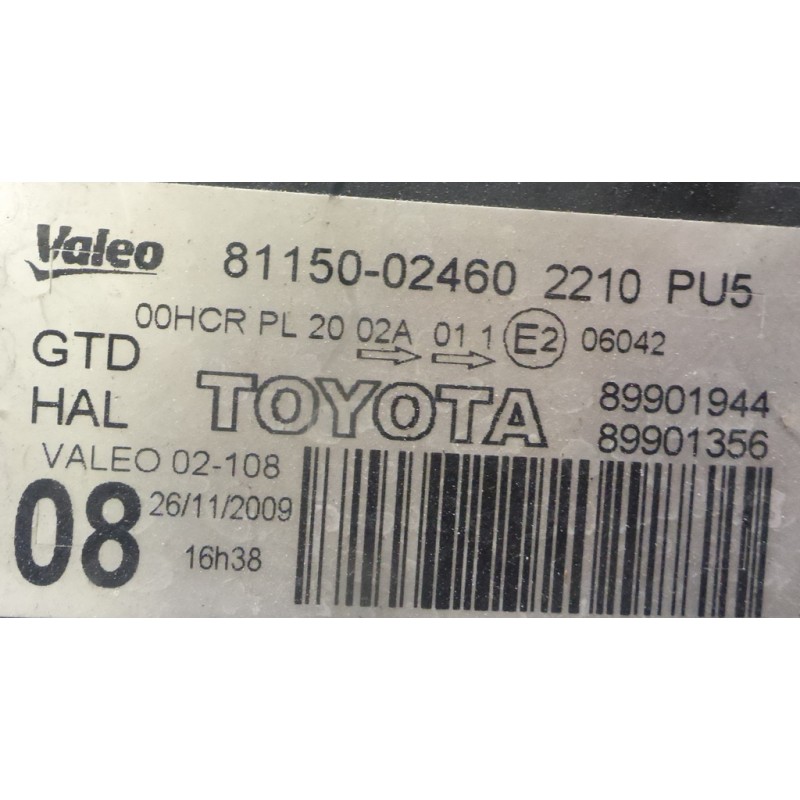 Valeo 81150-02460 2210 PU5
00HCR PL 20 02A 01 1 E2 06042
GTD
HAL TOYOTA 89901944
89901356
VALEO 02-108
08 26/11/2009
16h38